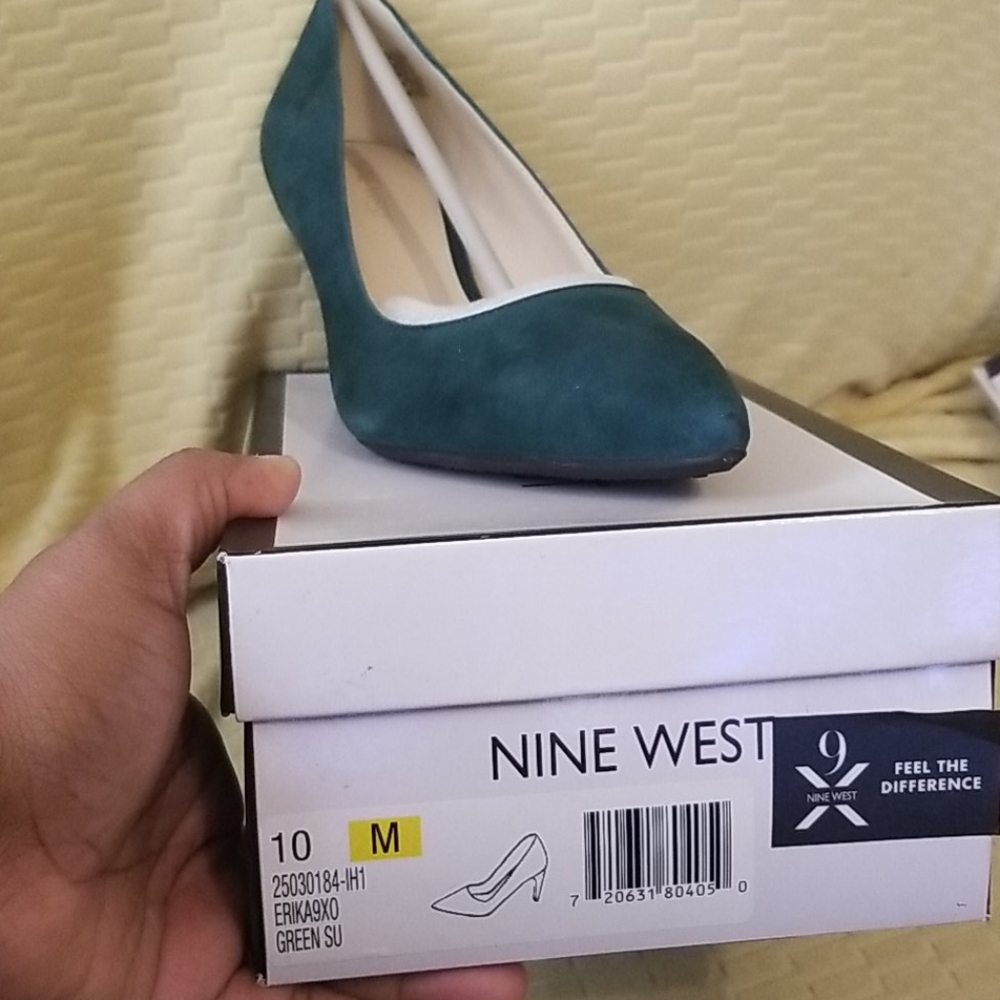 NINE WEST
9
NINE WEST
FEEL THE
DIFFERENCE
10 M
25030184-IH1
ERIKA9X0
GREEN SU
7 20631 80405 0